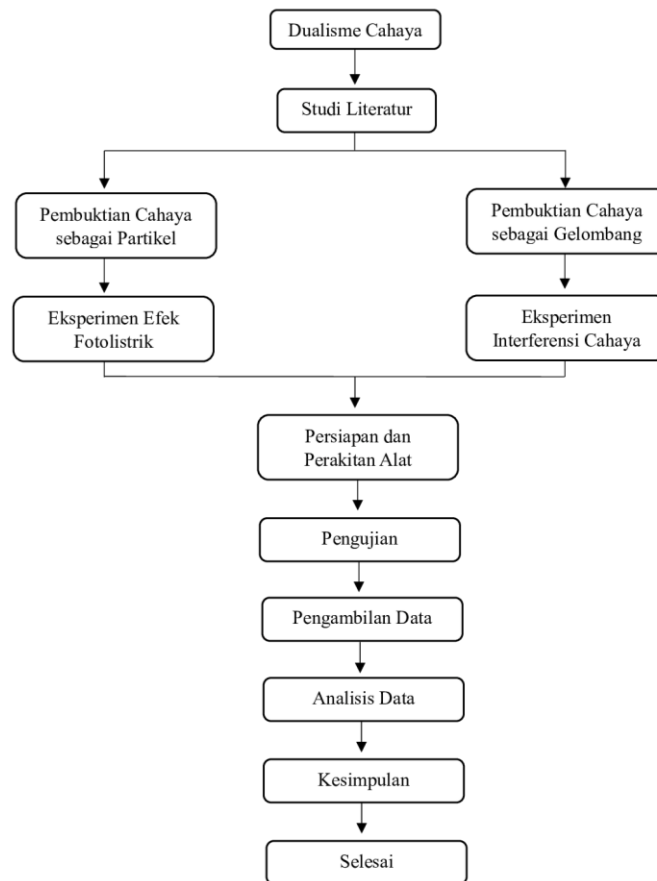 Dualisme Cahaya
Studi Literatur
Pembuktian Cahaya
sebagai Partikel
Pembuktian Cahaya
sebagai Gelombang
Eksperimen Efek
Fotolistrik
Eksperimen
Interferensi Cahaya
Persiapan dan
Perakitan Alat
Pengujian
Pengambilan Data
Analisis Data
Kesimpulan
Selesai